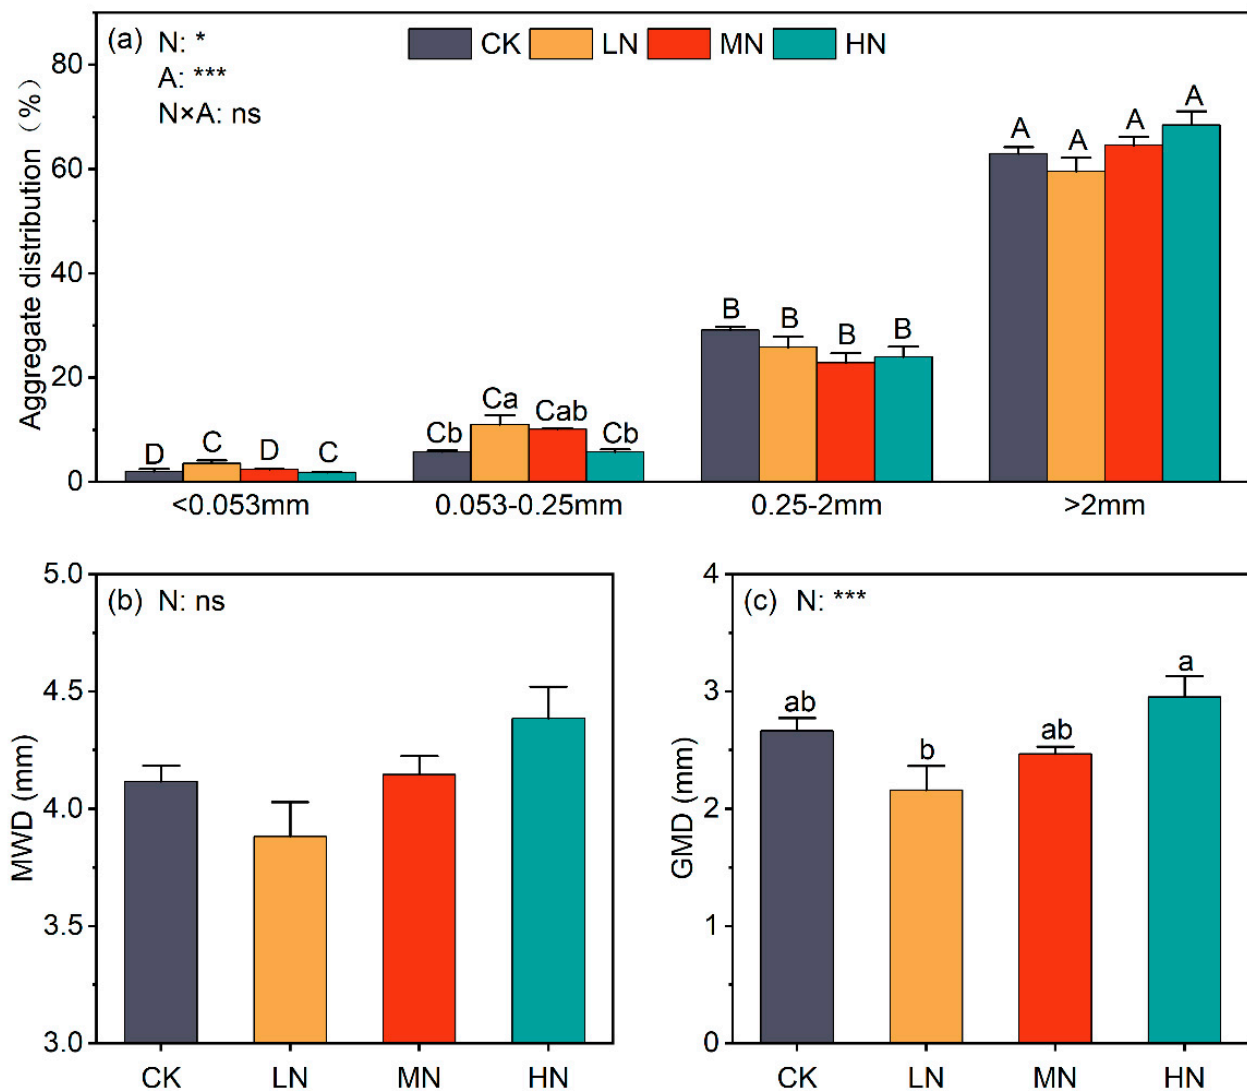 (a) N: *
A: ***
N×A: ns
CK LN MN HN
Aggregate distribution（%）
80
60
40
20
0
A A A A
B B B B
Cb Ca Cab Cb
D C D C
<0.053mm 0.053-0.25mm 0.25-2mm >2mm
(b) N: ns
MWD (mm)
5.0
4.5
4.0
3.5
3.0
CK LN MN HN
(c) N: ***
GMD (mm)
4
3
2
1
0
ab b ab a
CK LN MN HN